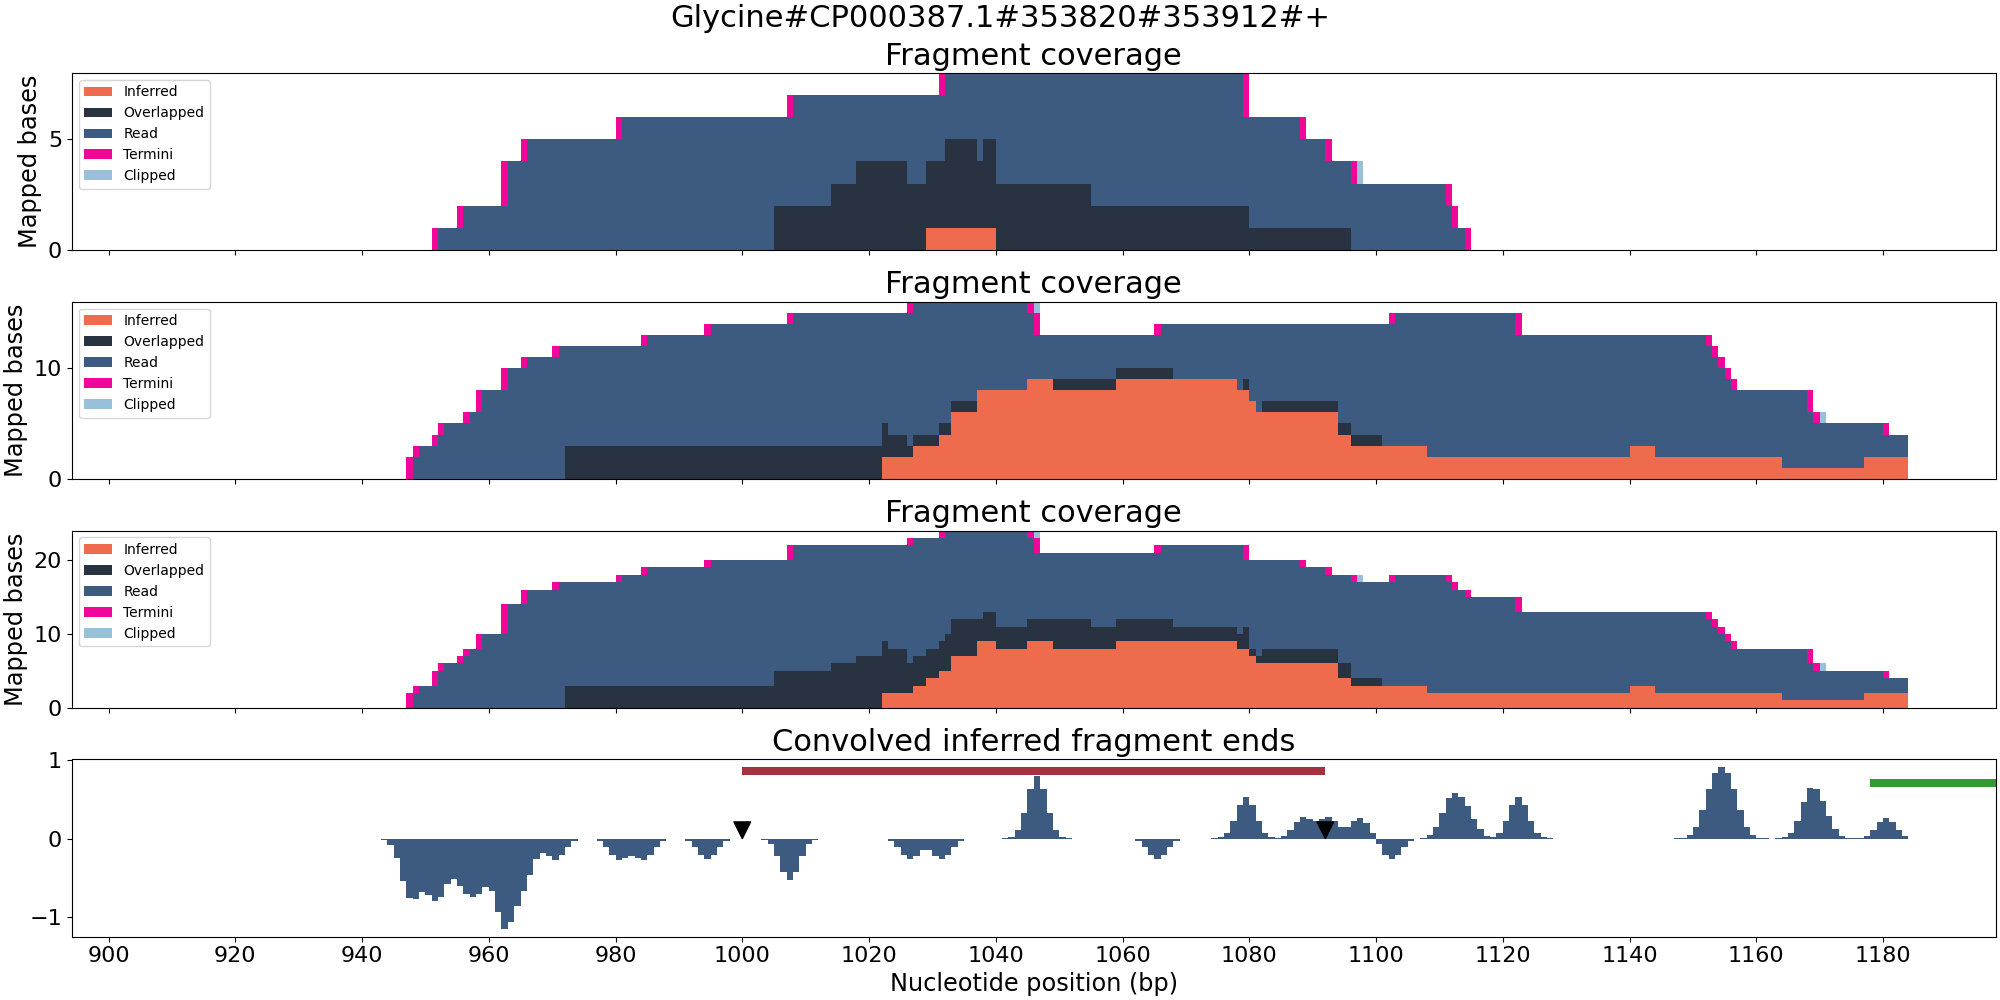 Glycine#CP000387.1#353820#353912#+
Fragment coverage
Mapped bases
5
0
Inferred
Overlapped
Read
Termini
Clipped
Fragment coverage
Mapped bases
10
0
Inferred
Overlapped
Read
Termini
Clipped
Fragment coverage
Mapped bases
20
10
0
Inferred
Overlapped
Read
Termini
Clipped
Convolved inferred fragment ends
1
0
−1
900 920 940 960 980 1000 1020 1040 1060 1080 1100 1120 1140 1160 1180
Nucleotide position (bp)